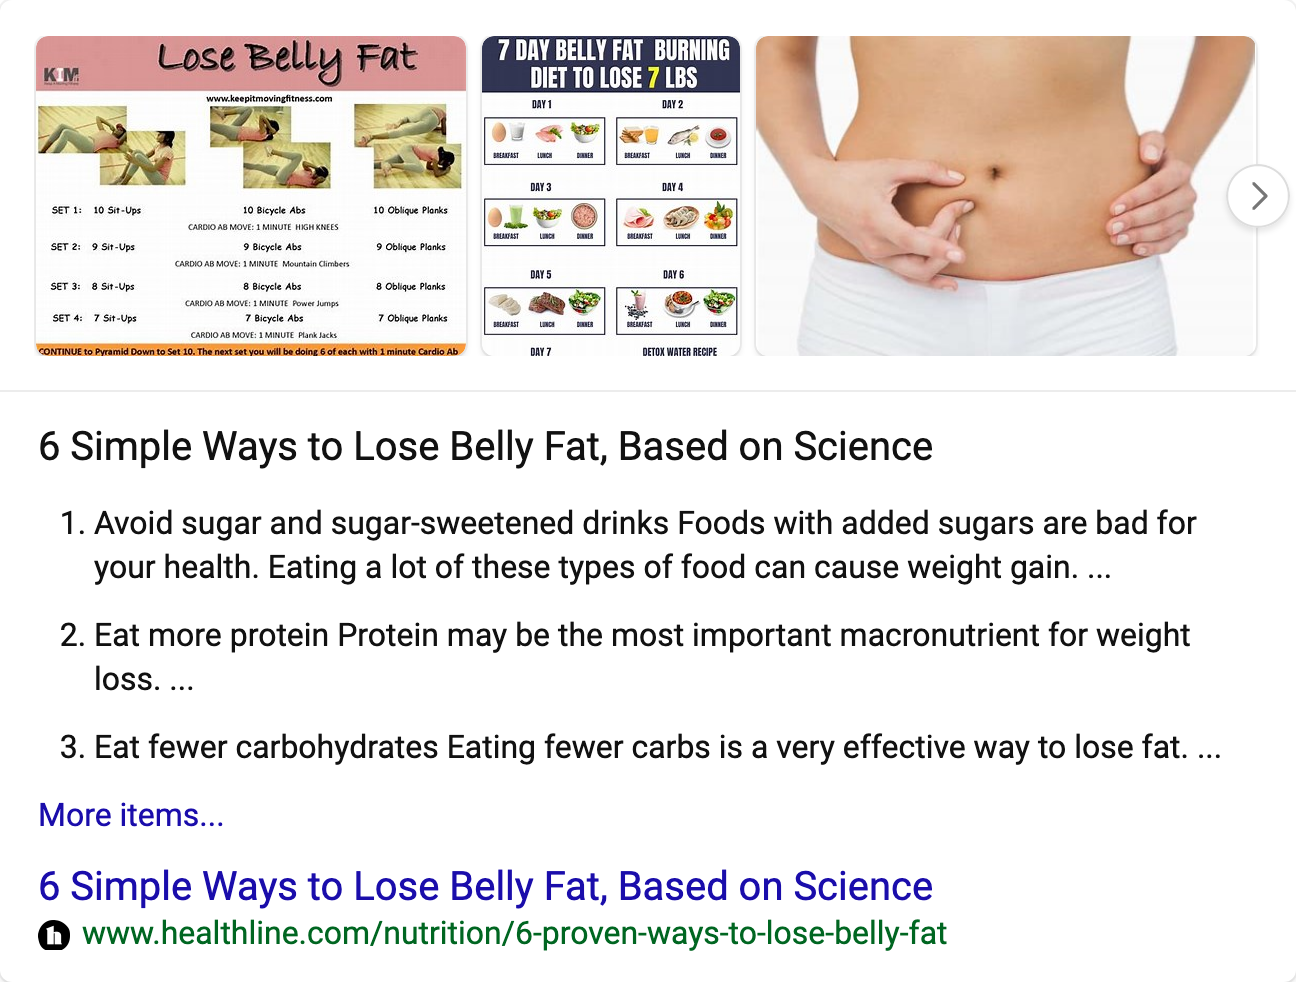 Lose Belly Fat
KIM
www.keepitmovingfitness.com
SET 1: 10 Sit-Ups 10 Bicycle Abs 10 Oblique Planks
CARDIO AB MOVE: 1 MINUTE HIGH KNEES
SET 2: 9 Sit-Ups 9 Bicycle Abs 9 Oblique Planks
CARDIO AB MOVE: 1 MINUTE Mountain Climbers
SET 3: 8 Sit-Ups 8 Bicycle Abs 8 Oblique Planks
CARDIO AB MOVE: 1 MINUTE Power Jumps
SET 4: 7 Sit-Ups 7 Bicycle Abs 7 Oblique Planks
CARDIO AB MOVE: 1 MINUTE Plank Jacks
CONTINUE to Pyramid Down to Set 10. The next set you will be doing 6 of each with 1 minute Cardio Ab
7 DAY BELLY FAT BURNING
DIET TO LOSE 7 LBS
DAY 1 DAY 2
BREAKFAST LUNCH DINNER BREAKFAST LUNCH DINNER
DAY 3 DAY 4
BREAKFAST LUNCH DINNER BREAKFAST LUNCH DINNER
DAY 5 DAY 6
BREAKFAST LUNCH DINNER BREAKFAST LUNCH DINNER
DAY 7 DETOX WATER RECIPE
6 Simple Ways to Lose Belly Fat, Based on Science
1. Avoid sugar and sugar-sweetened drinks Foods with added sugars are bad for
your health. Eating a lot of these types of food can cause weight gain. ...
2. Eat more protein Protein may be the most important macronutrient for weight
loss. ...
3. Eat fewer carbohydrates Eating fewer carbs is a very effective way to lose fat. ...
More items...
6 Simple Ways to Lose Belly Fat, Based on Science
h www.healthline.com/nutrition/6-proven-ways-to-lose-belly-fat